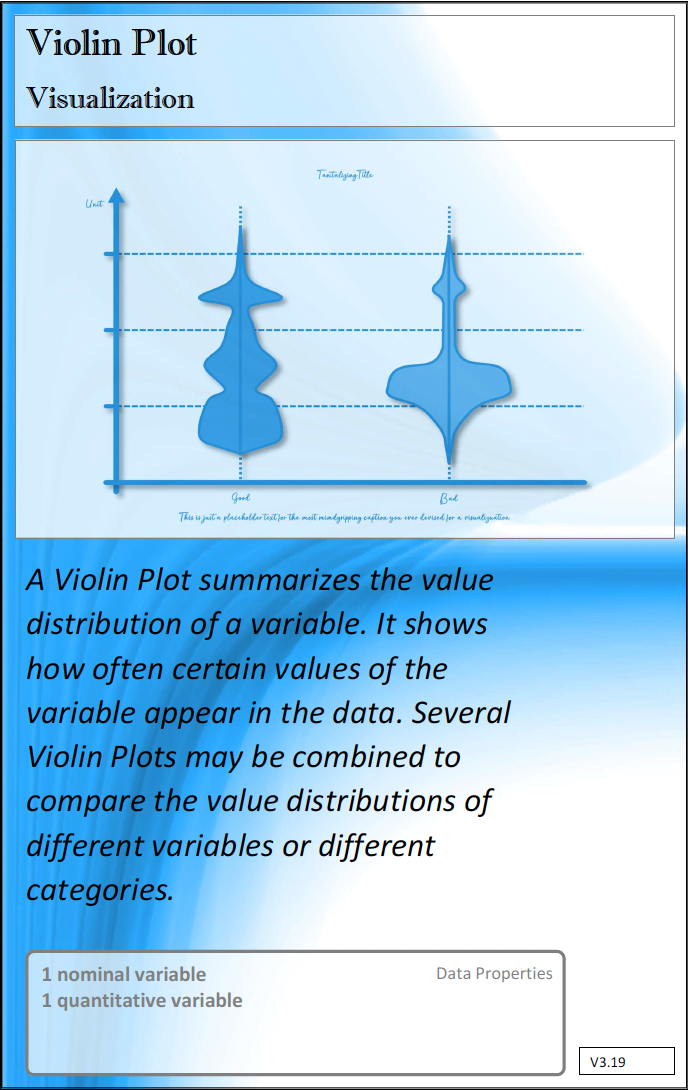 Violin Plot
Visualization
Tantalizing Title
Unit
Good
Bad
This is just a placeholder text for the most mindgripping caption you ever devised for a visualization
A Violin Plot summarizes the value
distribution of a variable. It shows
how often certain values of the
variable appear in the data. Several
Violin Plots may be combined to
compare the value distributions of
different variables or different
categories.
1 nominal variable
Data Properties
1 quantitative variable
V3.19